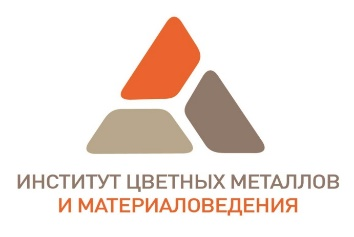 ИНСТИТУТ ЦВЕТНЫХ МЕТАЛЛОВ
И МАТЕРИАЛОВЕДЕНИЯ